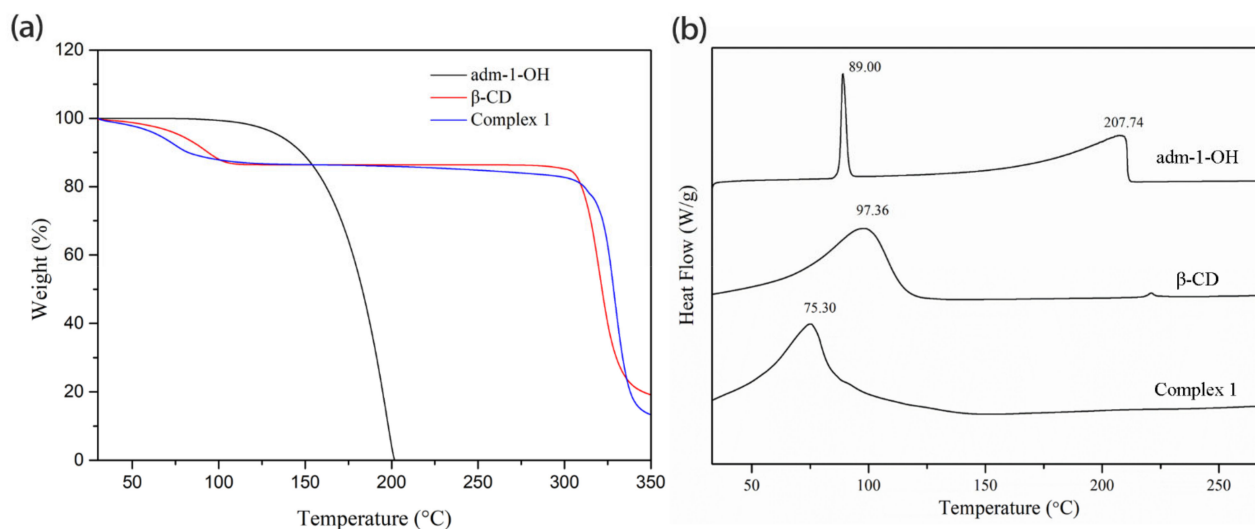 (a)
120
100
80
60
40
20
0
Weight (%)
adm-1-OH
β-CD
Complex 1
50 100 150 200 250 300 350
Temperature (°C)
(b)
89.00
207.74
adm-1-OH
97.36
β-CD
75.30
Complex 1
Heat Flow (W/g)
50 100 150 200 250
Temperature (°C)